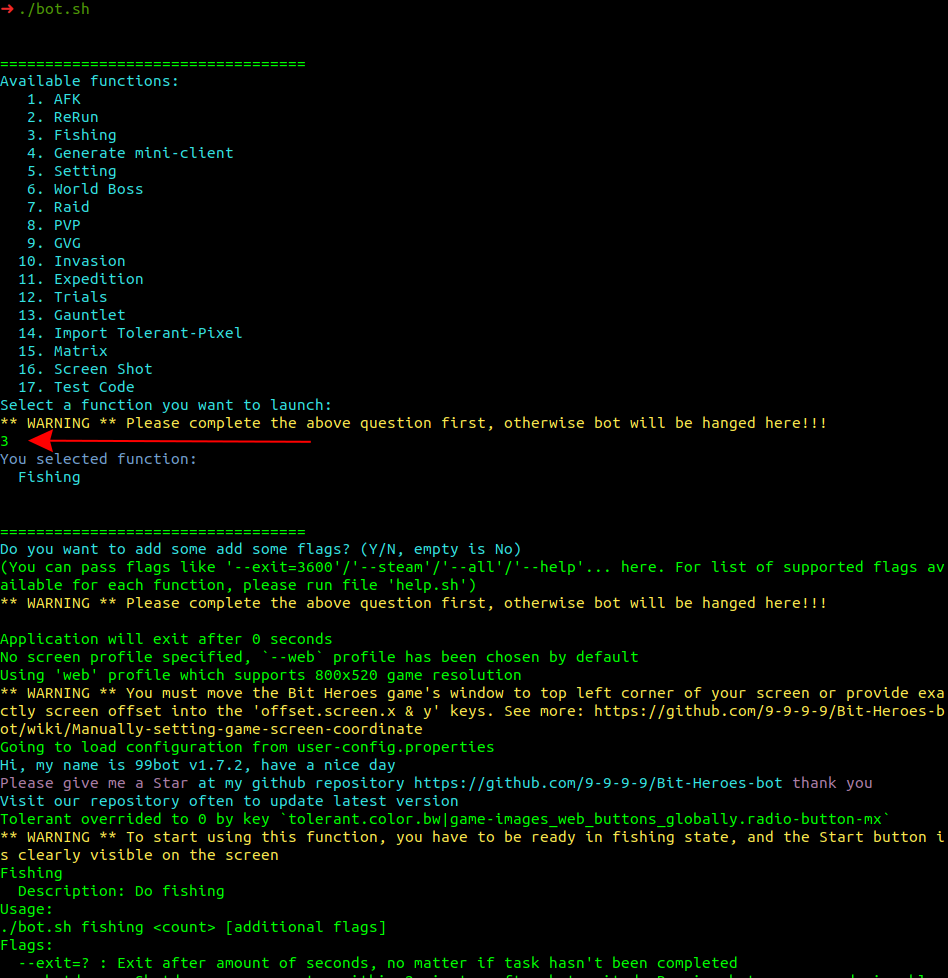 ➜ ./bot.sh
==================================
Available functions:
1. AFK
2. ReRun
3. Fishing
4. Generate mini-client
5. Setting
6. World Boss
7. Raid
8. PVP
9. GVG
10. Invasion
11. Expedition
12. Trials
13. Gauntlet
14. Import Tolerant-Pixel
15. Matrix
16. Screen Shot
17. Test Code
Select a function you want to launch:
** WARNING ** Please complete the above question first, otherwise bot will be hanged here!!!
3
You selected function:
Fishing
==================================
Do you want to add some add some flags? (Y/N, empty is No)
(You can pass flags like '--exit=3600'/'--steam'/'--all'/'--help'... here. For list of supported flags av
ailable for each function, please run file 'help.sh')
** WARNING ** Please complete the above question first, otherwise bot will be hanged here!!!
Application will exit after 0 seconds
No screen profile specified, `--web` profile has been chosen by default
Using 'web' profile which supports 800x520 game resolution
** WARNING ** You must move the Bit Heroes game's window to top left corner of your screen or provide exa
ctly screen offset into the 'offset.screen.x & y' keys. See more: https://github.com/9-9-9-9/Bit-Heroes-b
ot/wiki/Manually-setting-game-screen-coordinate
Going to load configuration from user-config.properties
Hi, my name is 99bot v1.7.2, have a nice day
Please give me a Star at my github repository https://github.com/9-9-9-9/Bit-Heroes-bot thank you
Visit our repository often to update latest version
Tolerant overrided to 0 by key `tolerant.color.bw|game-images_web_buttons_globally.radio-button-mx`
** WARNING ** To start using this function, you have to be ready in fishing state, and the Start button i
s clearly visible on the screen
Fishing
Description: Do fishing
Usage:
./bot.sh fishing <count> [additional flags]
Flags:
--exit=? : Exit after amount of seconds, no matter if task hasn't been completed